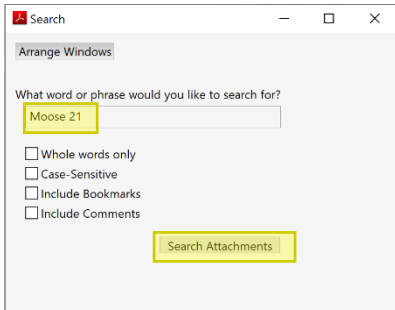 Search
Arrange Windows
What word or phrase would you like to search for?
Moose 21
Whole words only
Case-Sensitive
Include Bookmarks
Include Comments
Search Attachments